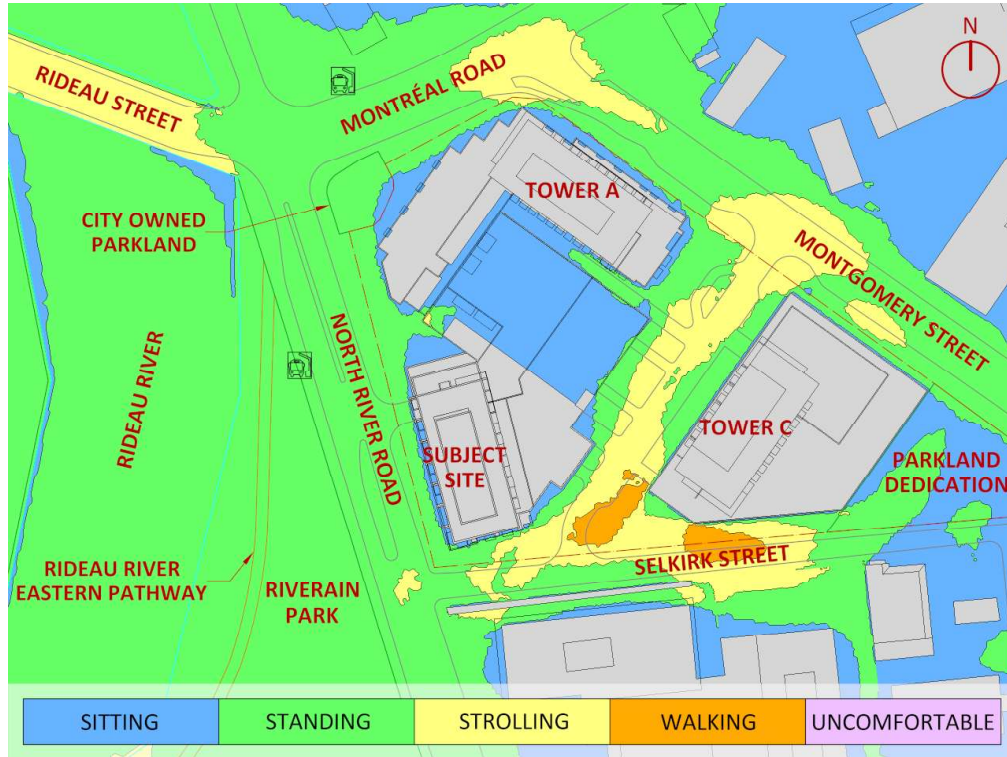 N
RIDEAU STREET
MONTRÉAL ROAD
TOWER A
CITY OWNED
PARKLAND
MONTGOMERY STREET
RIDEAU RIVER
NORTH RIVER ROAD
SUBJECT
SITE
TOWER C
PARKLAND
DEDICATION
SELKIRK STREET
RIDEAU RIVER
EASTERN PATHWAY
RIVERAIN
PARK
SITTING
STANDING
STROLLING
WALKING
UNCOMFORTABLE